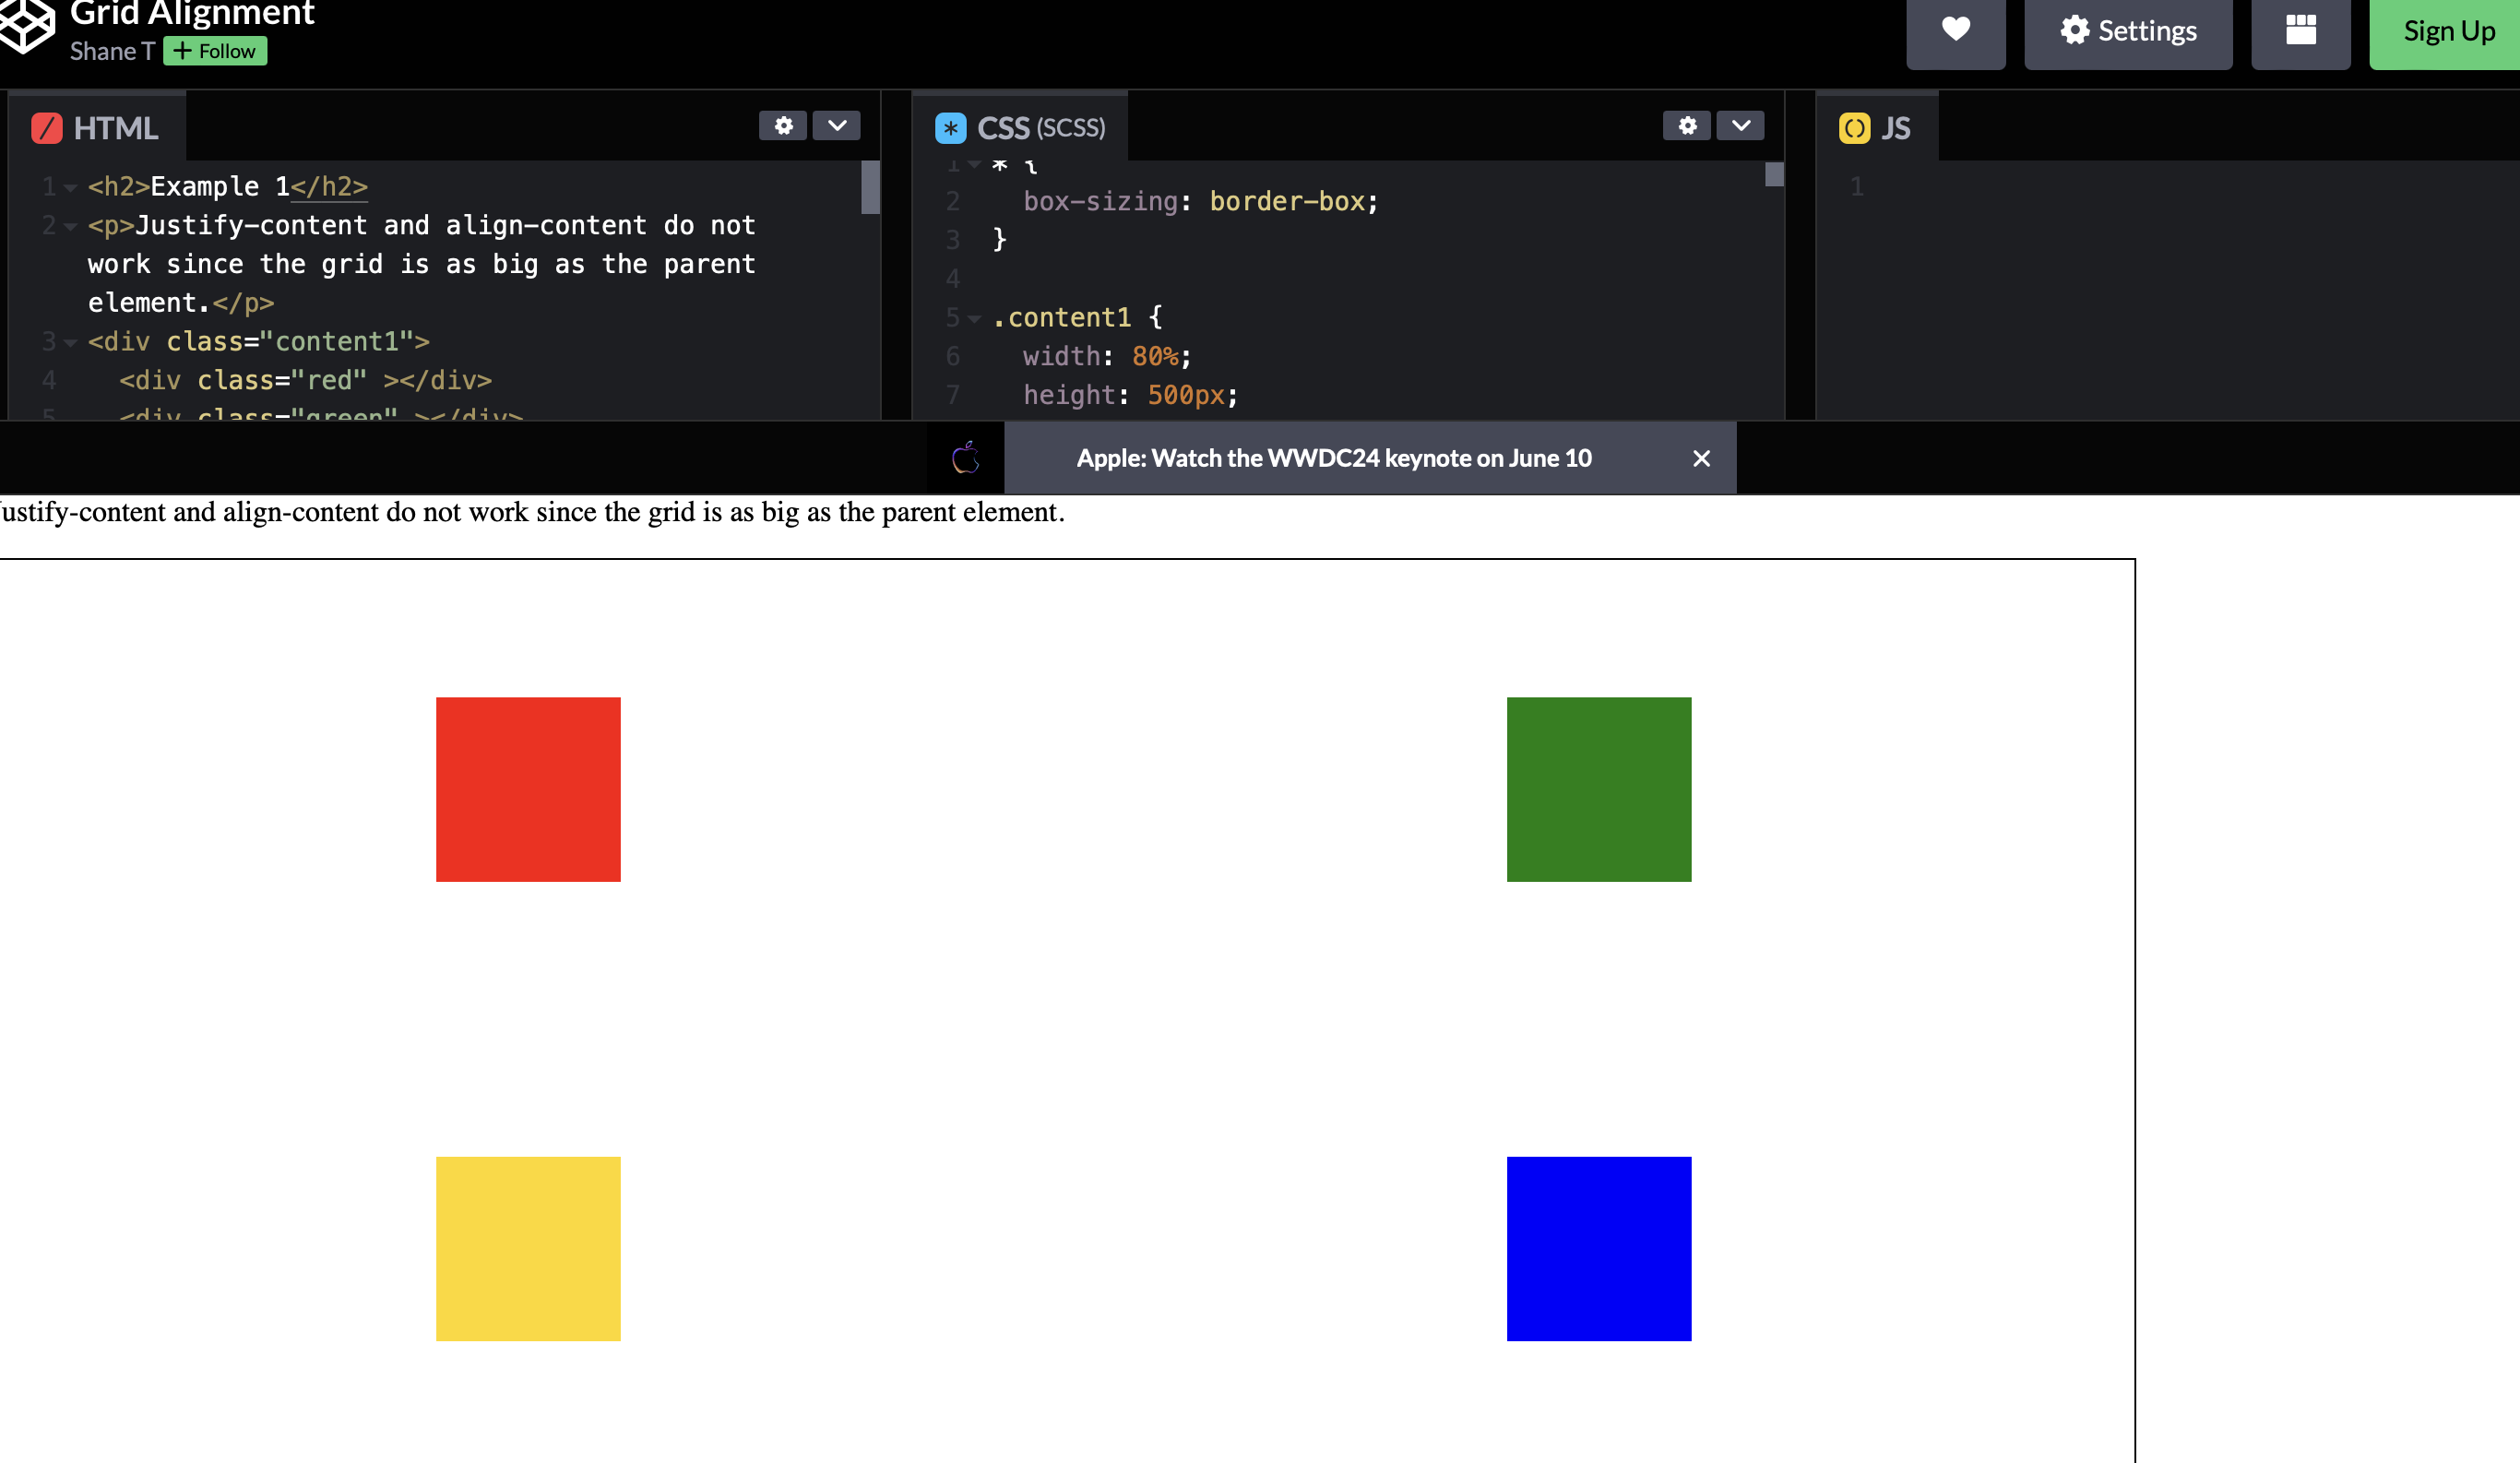 Grid Alignment
Shane T + Follow
Settings
Sign Up
HTML
1 <h2>Example 1</h2>
2 <p>Justify-content and align-content do not
work since the grid is as big as the parent
element.</p>
3 <div class="content1">
4 <div class="red" ></div>
5 <div class="green" ></div>
CSS (SCSS)
1 * {
2 box-sizing: border-box;
3 }
4
5 .content1 {
6 width: 80%;
7 height: 500px;
JS
1
Apple: Watch the WWDC24 keynote on June 10
ustify-content and align-content do not work since the grid is as big as the parent element.